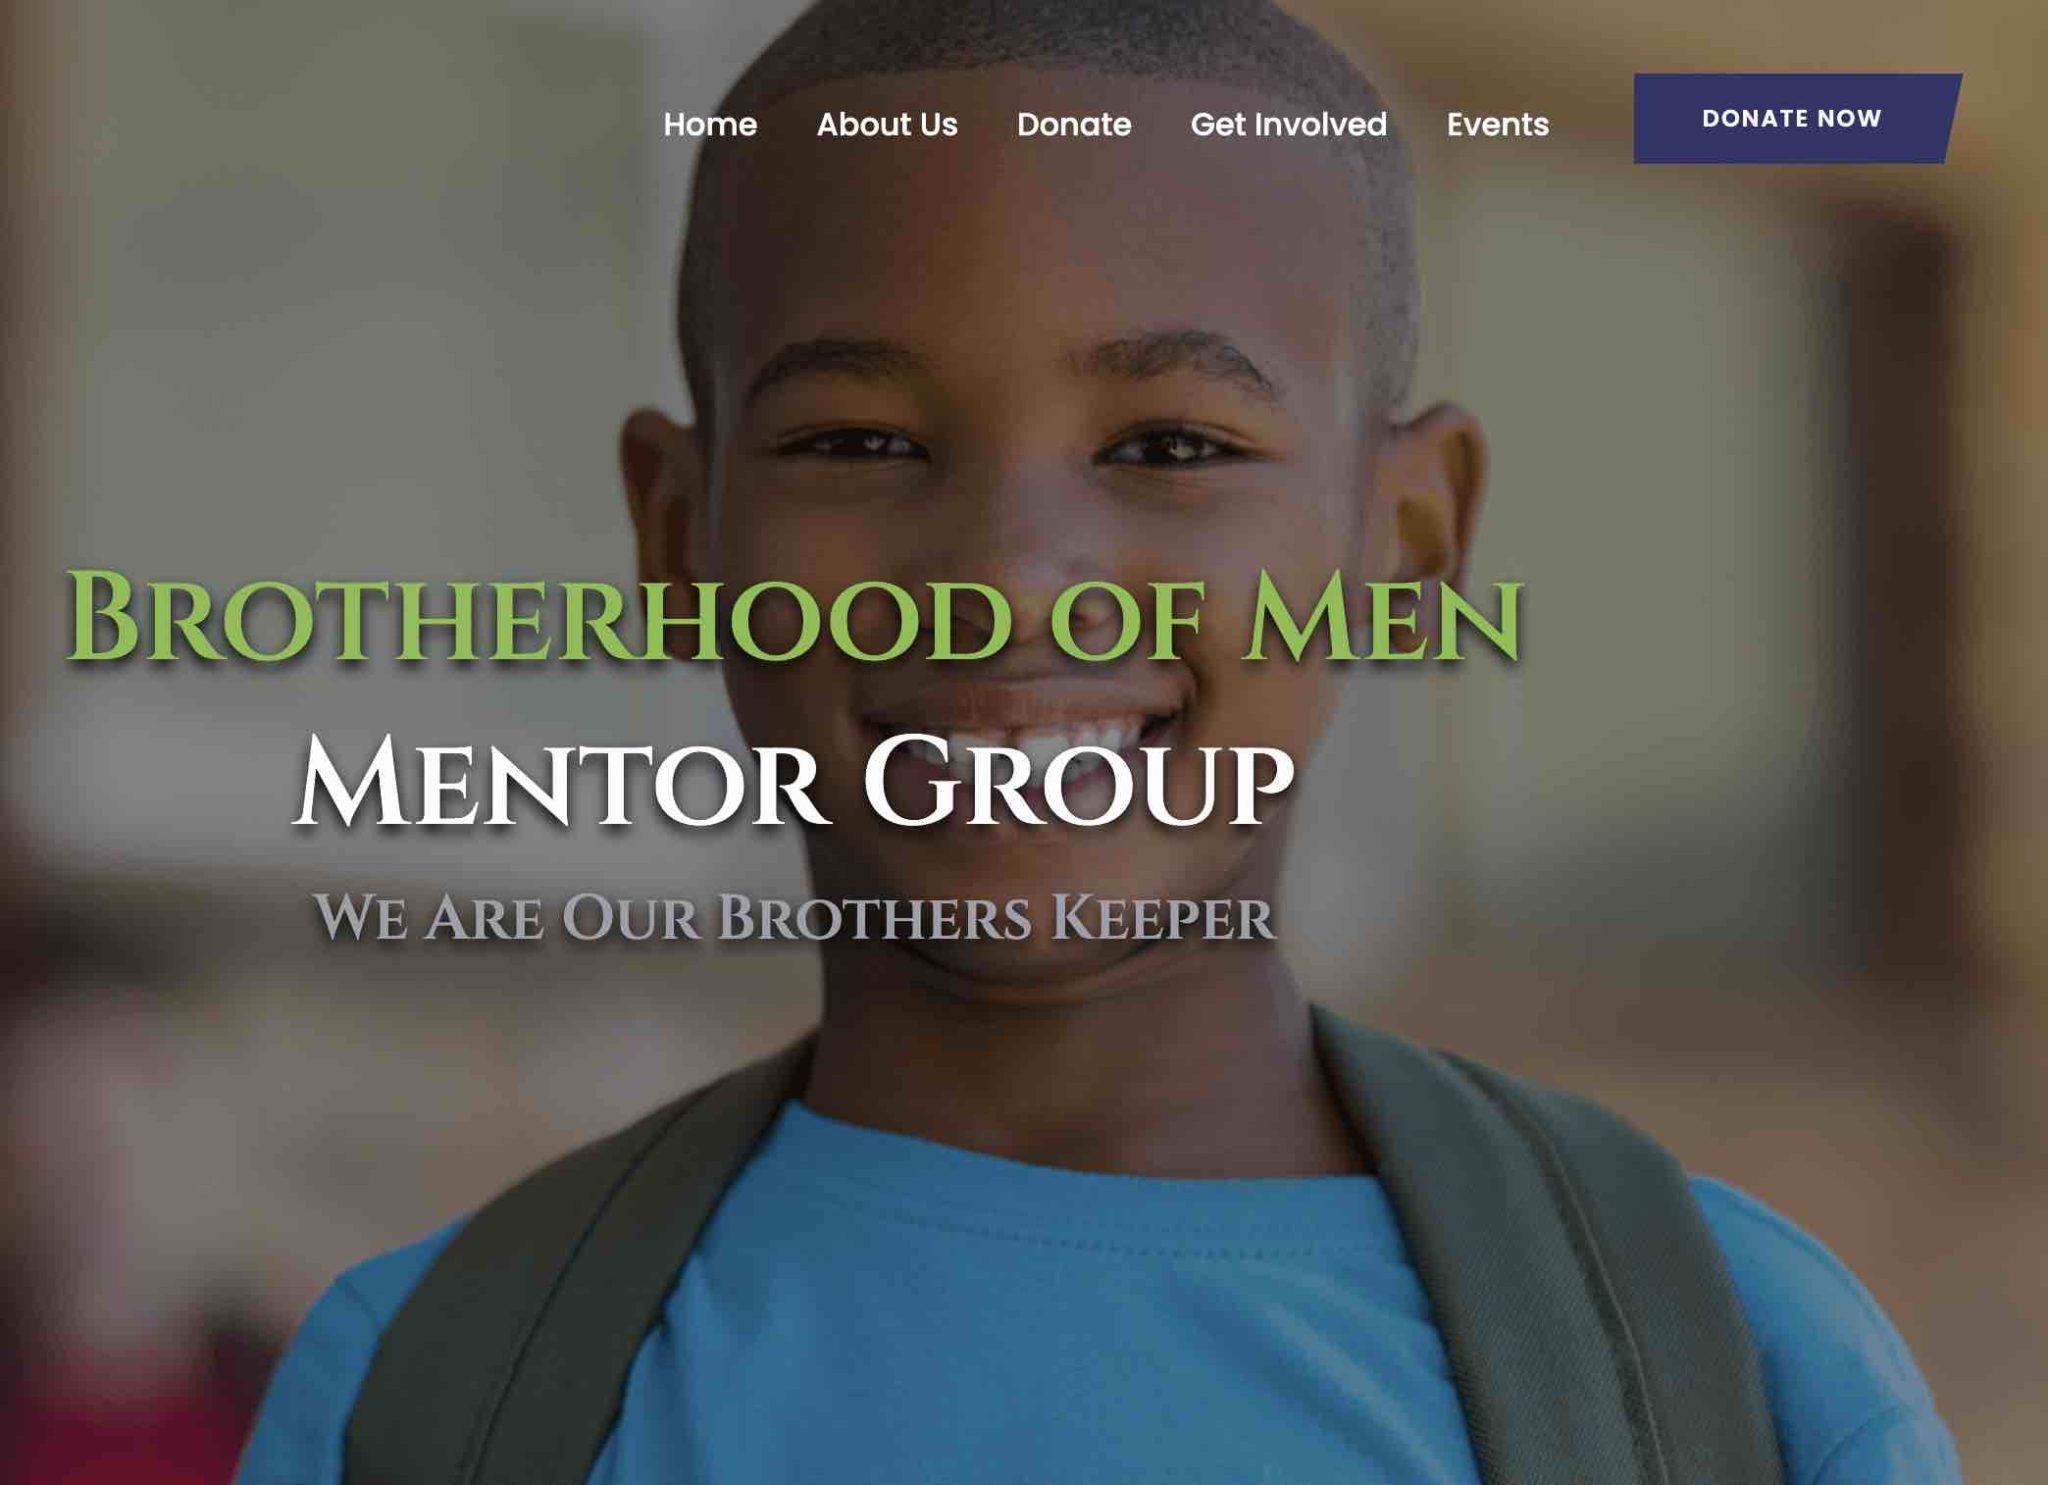 Home About Us Donate Get Involved Events DONATE NOW
Brotherhood of Men
Mentor Group
We Are Our Brothers Keeper